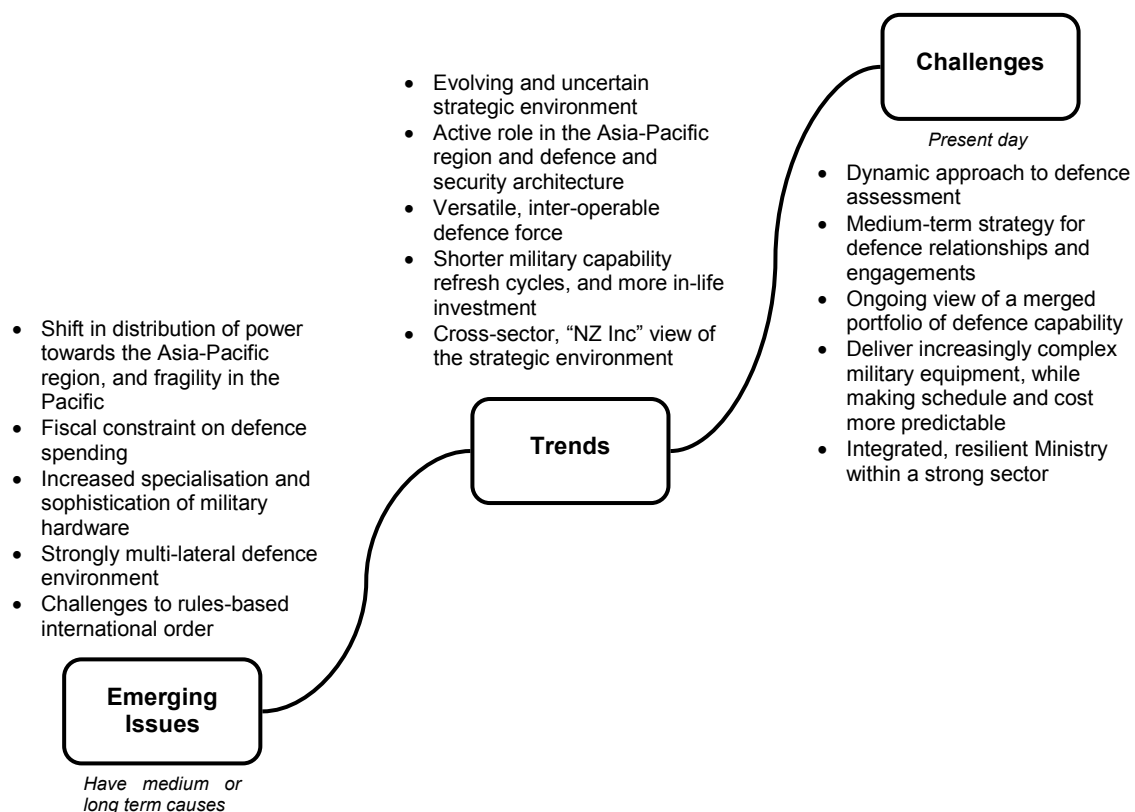 Challenges
Present day
• Dynamic approach to defence
assessment
• Medium-term strategy for
defence relationships and
engagements
• Ongoing view of a merged
portfolio of defence capability
• Deliver increasingly complex
military equipment, while
making schedule and cost
more predictable
• Integrated, resilient Ministry
within a strong sector
• Evolving and uncertain
strategic environment
• Active role in the Asia-Pacific
region and defence and
security architecture
• Versatile, inter-operable
defence force
• Shorter military capability
refresh cycles, and more in-life
investment
• Cross-sector, “NZ Inc” view of
the strategic environment
Trends
• Shift in distribution of power
towards the Asia-Pacific
region, and fragility in the
Pacific
• Fiscal constraint on defence
spending
• Increased specialisation and
sophistication of military
hardware
• Strongly multi-lateral defence
environment
• Challenges to rules-based
international order
Emerging
Issues
Have medium or
long term causes